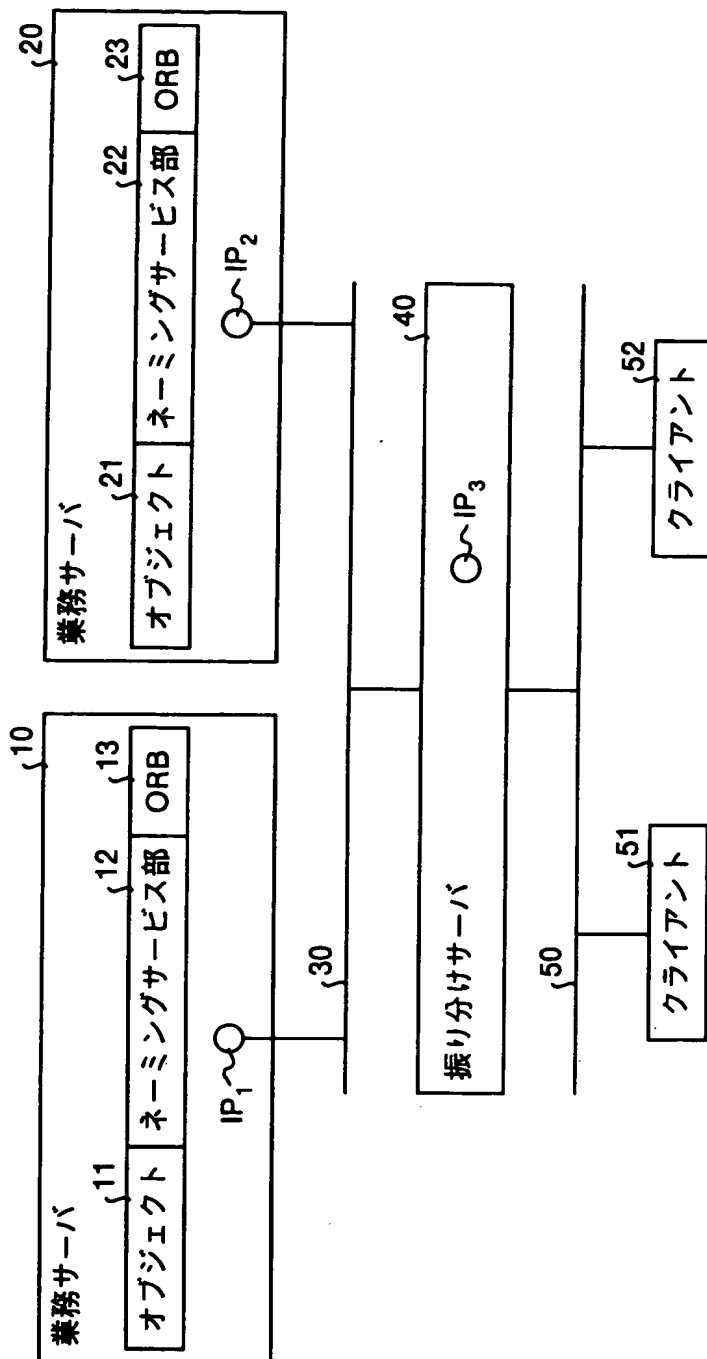 10
業務サーバ
11
12
13
オブジェクト
ネーミングサービス部
ORB
IP₁
20
業務サーバ
21
22
23
オブジェクト
ネーミングサービス部
ORB
IP₂
30
40
振り分けサーバ
IP₃
50
51
クライアント
52
クライアント